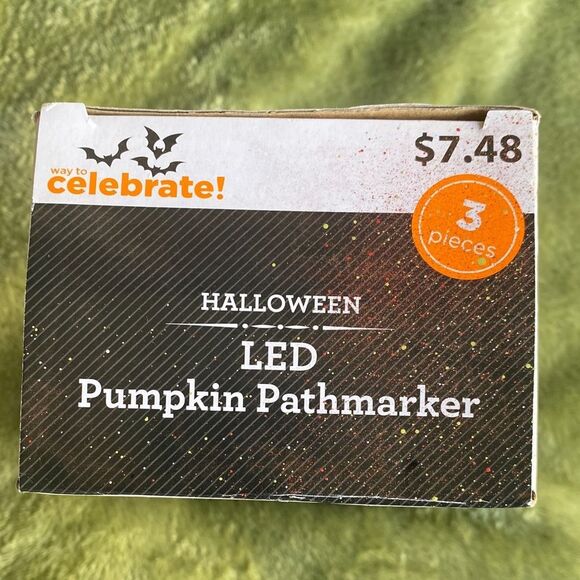 way to
celebrate!
$7.48
3
pieces
HALLOWEEN
LED
Pumpkin Pathmarker